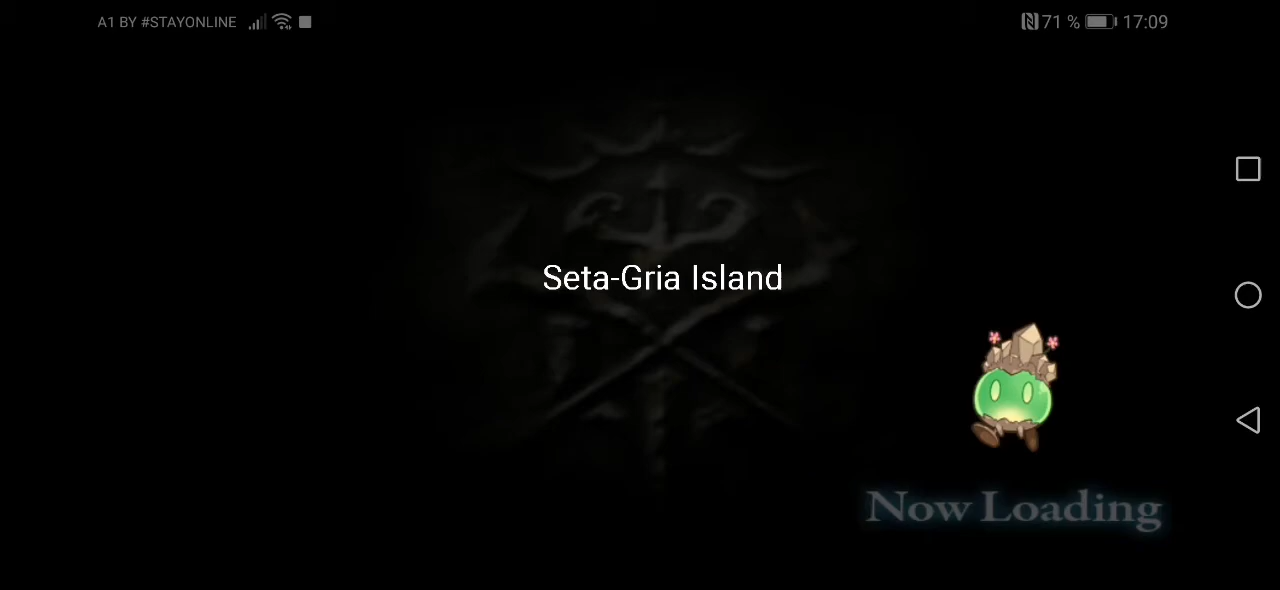 A1 BY #STAYONLINE
71 % 17:09
Seta-Gria Island
Now Loading